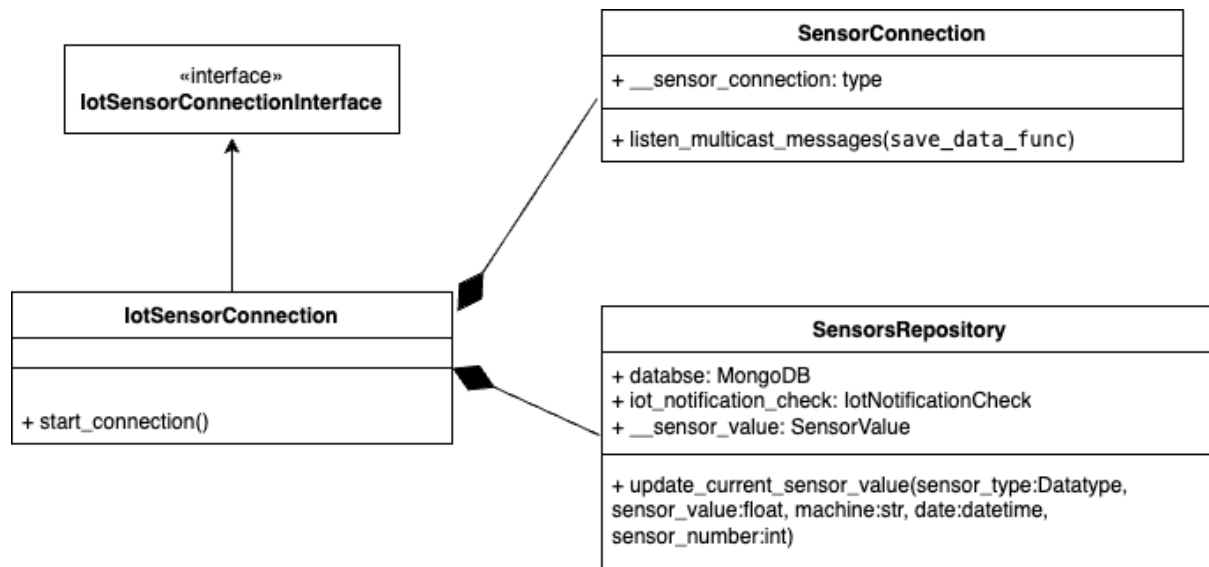 «interface»
IotSensorConnectionInterface
SensorConnection
+ __sensor_connection: type
+ listen_multicast_messages(save_data_func)
IotSensorConnection
+ start_connection()
SensorsRepository
+ databse: MongoDB
+ iot_notification_check: IotNotificationCheck
+ __sensor_value: SensorValue
+ update_current_sensor_value(sensor_type:Datatype,
sensor_value:float, machine:str, date:datetime,
sensor_number:int)